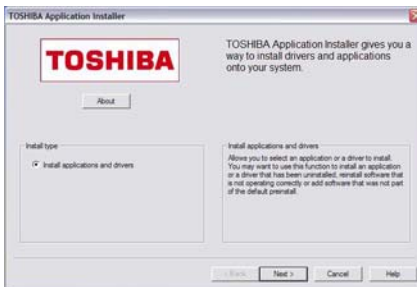 TOSHIBA Application Installer
TOSHIBA
TOSHIBA Application Installer gives you a
way to install drivers and applications
onto your system.
About
Install type
Install applications and drivers
Install applications and drivers
Allows you to select an application or a driver to install.
You may want to use this function to install an application
or a driver that has been uninstalled, reinstall software that
is not operating correctly or add software that was not part
of the default preinstall.
< Back
Next >
Cancel
Help